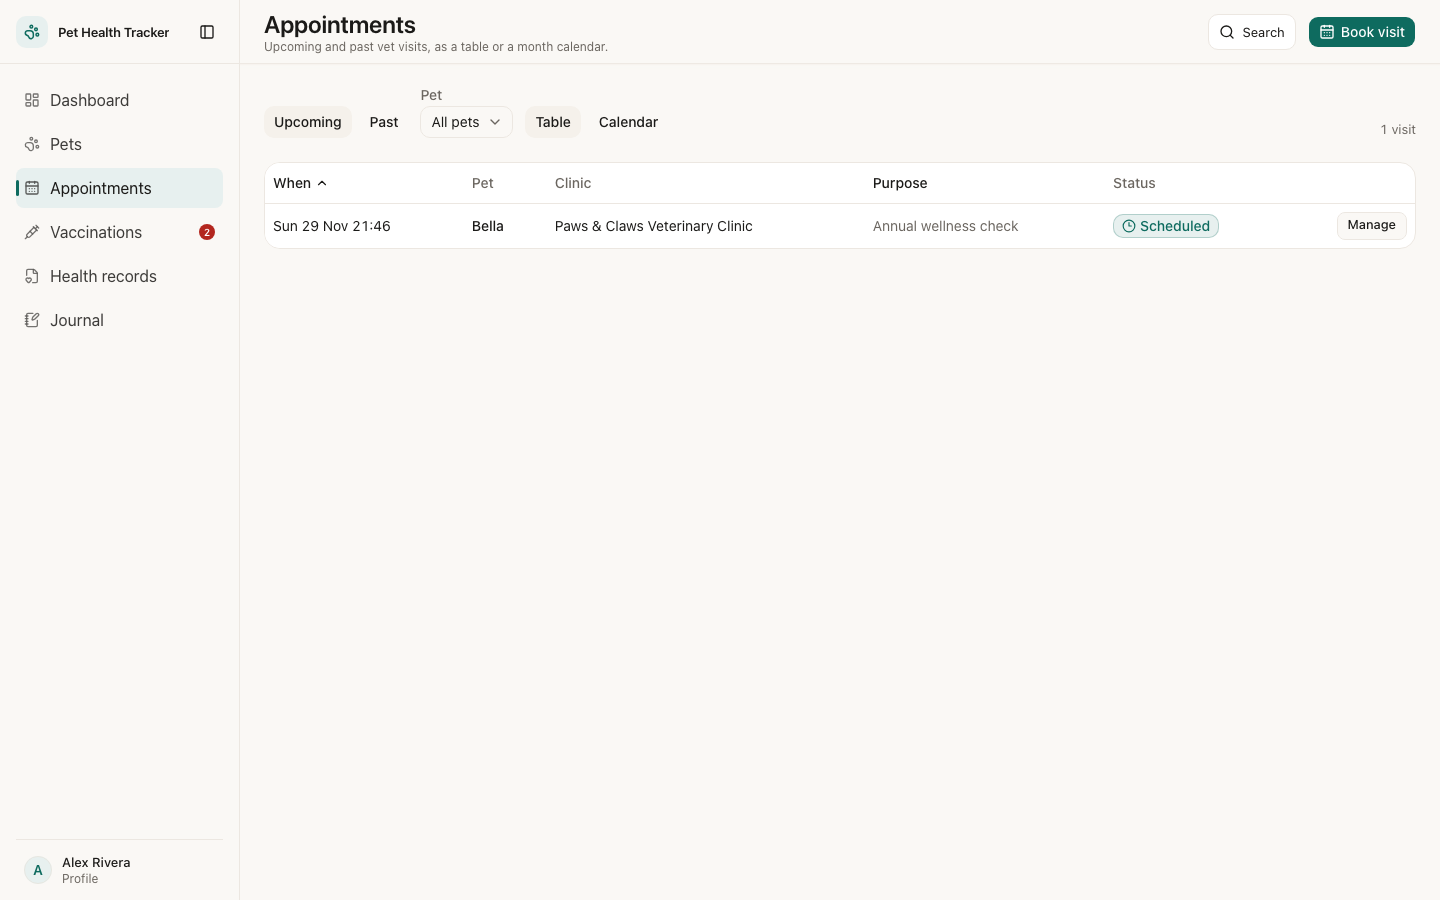 Pet Health Tracker
Dashboard
Pets
Appointments
Vaccinations 2
Health records
Journal
A
Alex Rivera
Profile
Appointments
Upcoming and past vet visits, as a table or a month calendar.
Search
Book visit
Pet
Upcoming Past All pets Table Calendar
1 visit
When Pet Clinic Purpose Status
Sun 29 Nov 21:46 Bella Paws & Claws Veterinary Clinic Annual wellness check Scheduled Manage